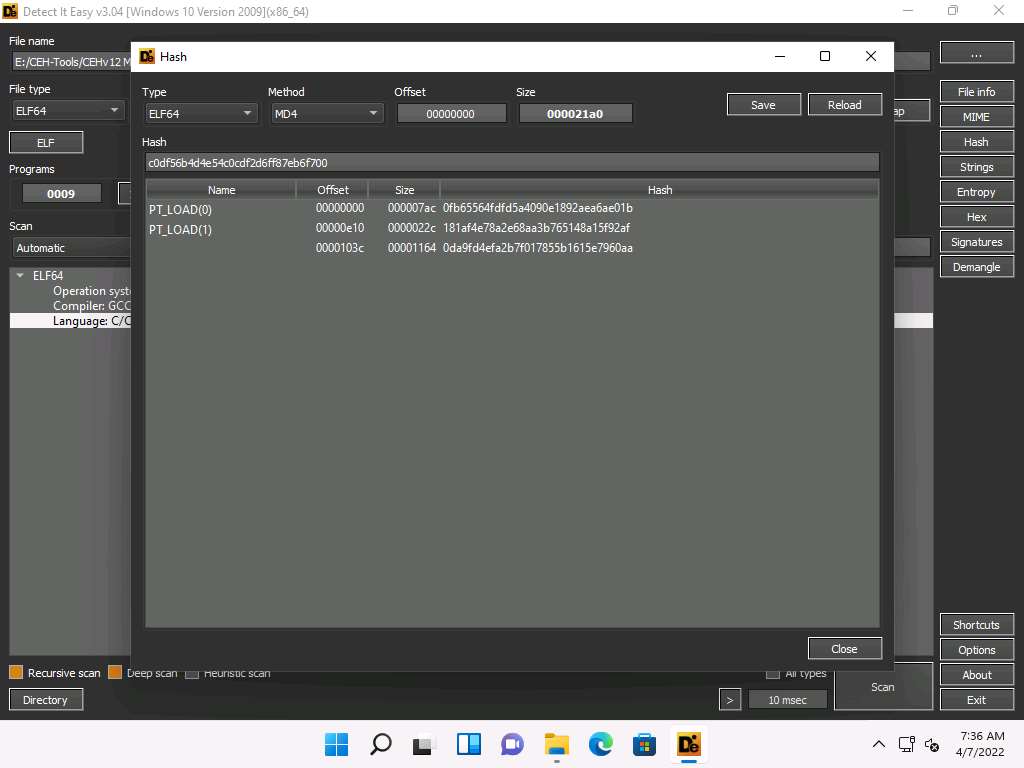 Detect It Easy v3.04 [Windows 10 Version 2009](x86_64)
File name
E:/CEH-Tools/CEHv12 M
...
File type
ELF64
ELF
Programs
0009
Scan
Automatic
ELF64
Operation syst
Compiler: GCC
Language: C/C
Hash
Type
Method
Offset
Size
ELF64
MD4
00000000
000021a0
Save
Reload
Hash
c0df56b4d4e54c0cdf2d6ff87eb6f700
Name Offset Size Hash
PT_LOAD(0) 00000000 000007ac 0fb65564fdfd5a4090e1892aea6ae01b
PT_LOAD(1) 00000e10 0000022c 181af4e78a2e68aa3b765148a15f92af
0000103c 00001164 0da9fd4efa2b7f017855b1615e7960aa
Close
ap
File info
MIME
Hash
Strings
Entropy
Hex
Signatures
Demangle
Shortcuts
Options
About
Exit
Recursive scan
Deep scan
Heuristic scan
All types
Directory
>
10 msec
Scan
7:36 AM
4/7/2022